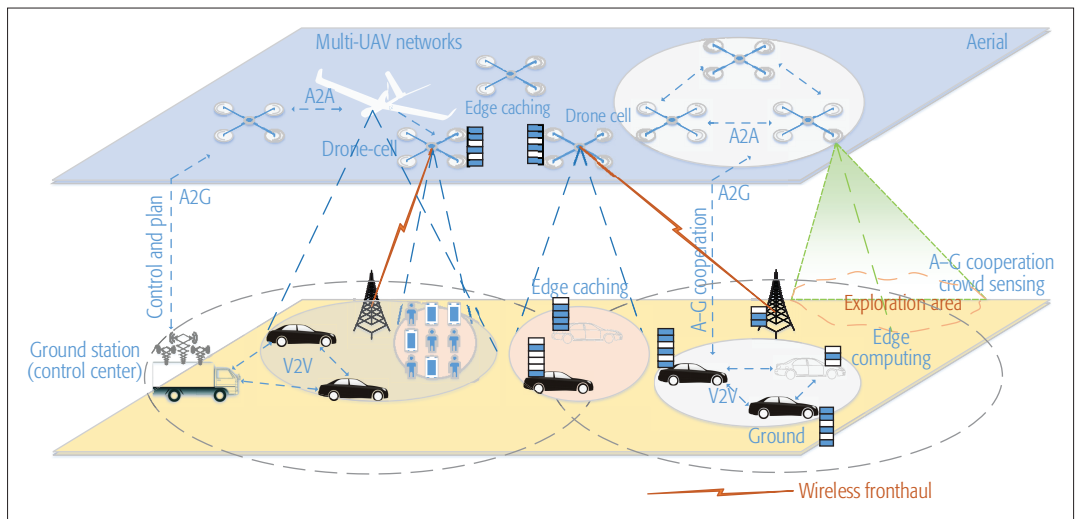 Multi-UAV networks
Aerial
A2A
Edge caching
Drone cell
Drone-cell
A2A
A2G
A2G
Control and plan
A–G cooperation
A–G cooperation
crowd sensing
Edge caching
Exploration area
Ground station
(control center)
Edge
computing
V2V
V2V
Ground
Wireless fronthaul